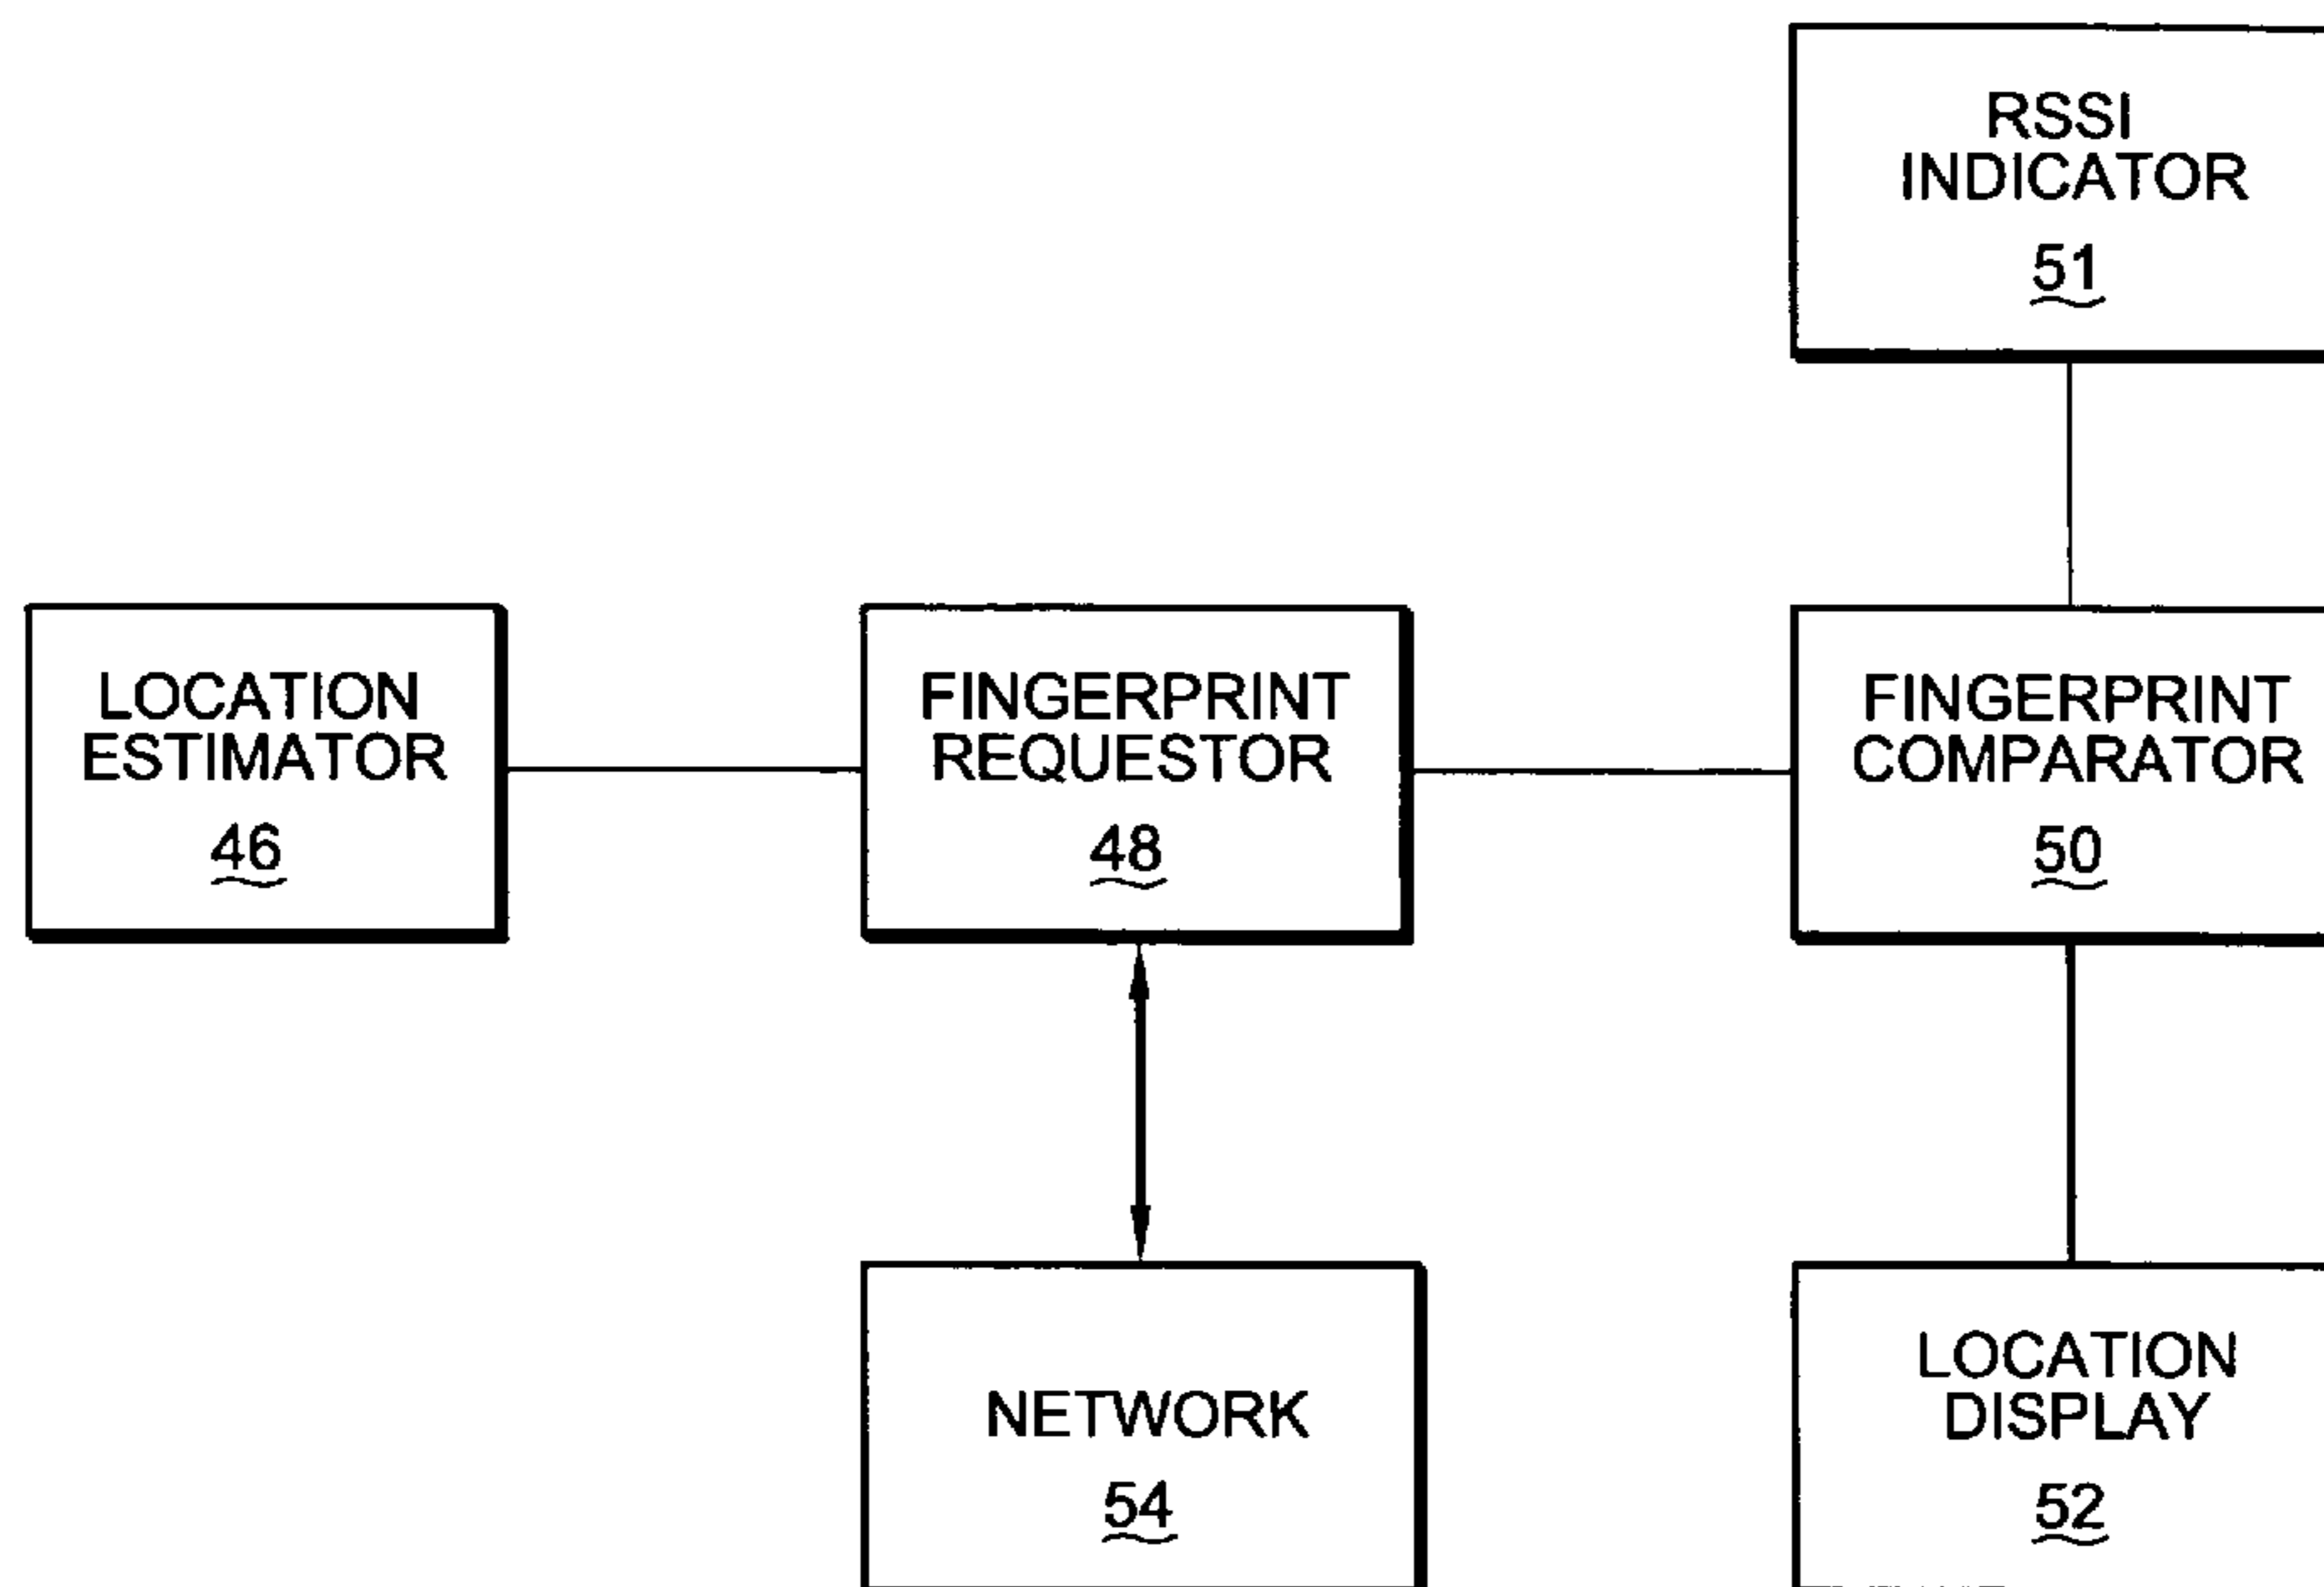 RSSI
INDICATOR
51
LOCATION
ESTIMATOR
46
FINGERPRINT
REQUESTOR
48
FINGERPRINT
COMPARATOR
50
NETWORK
54
LOCATION
DISPLAY
52